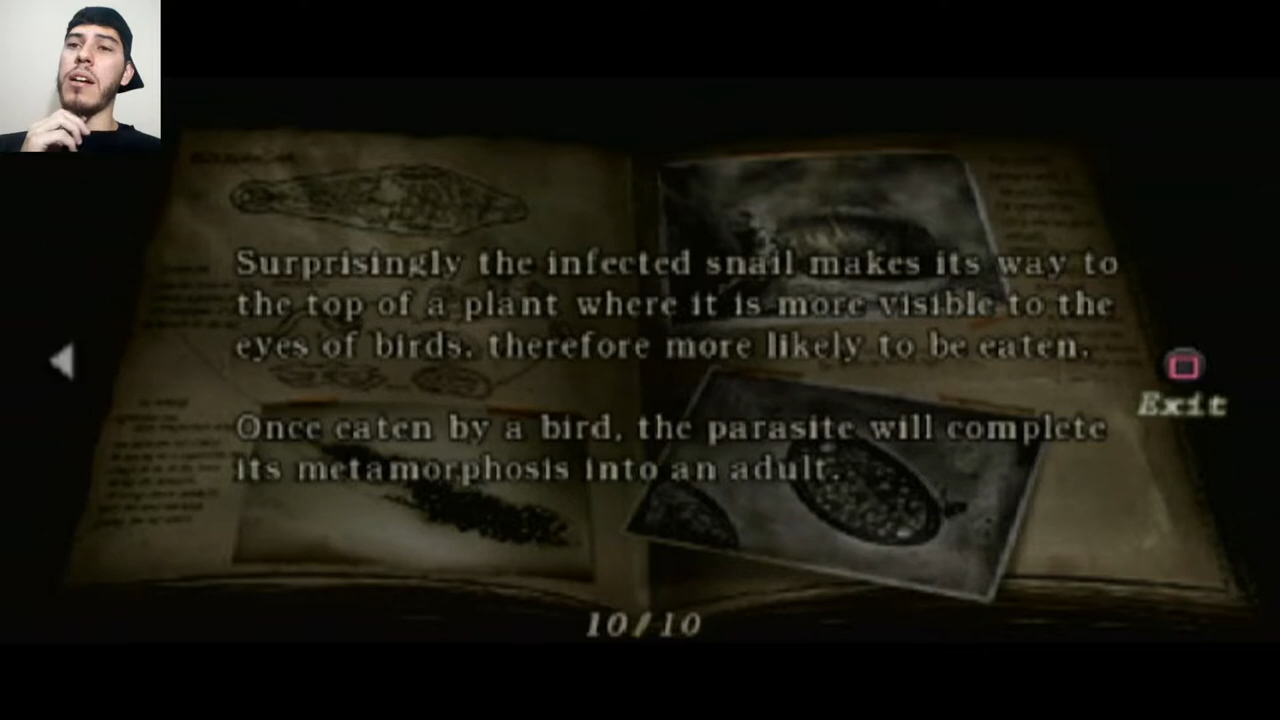 Surprisingly the infected snail makes its way to
the top of a plant where it is more visible to the
eyes of birds. therefore more likely to be eaten.
Once eaten by a bird, the parasite will complete
its metamorphosis into an adult.
Exit
10/10